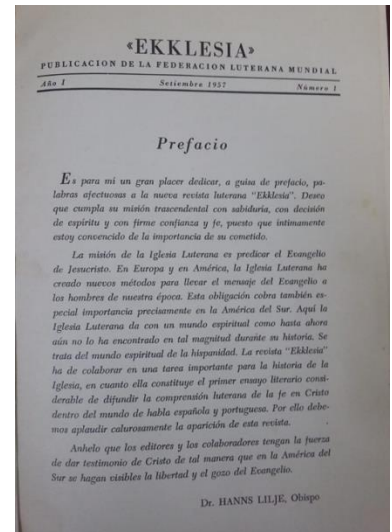 «EKKLESIA»
PUBLICACION DE LA FEDERACION LUTERANA MUNDIAL
Año I Setiembre 1957 Número 1
Prefacio
Es para mí un gran placer dedicar, a guisa de prefacio, pa-
labras afectuosas a la nueva revista luterana "Ekklesia". Deseo
que cumpla su misión trascendental con sabiduría, con decisión
de espíritu y con firme confianza y fe, puesto que íntimamente
estoy convencido de la importancia de su cometido.
La misión de la Iglesia Luterana es predicar el Evangelio
de Jesucristo. En Europa y en América, la Iglesia Luterana ha
creado nuevos métodos para llevar el mensaje del Evangelio a
los hombres de nuestra época. Esta obligación cobra también es-
pecial importancia precisamente en la América del Sur. Aquí la
Iglesia Luterana da con un mundo espiritual como hasta ahora
aún no lo ha encontrado en tal magnitud durante su historia. Se
trata del mundo espiritual de la hispanidad. La revista "Ekklesia"
ha de colaborar en una tarea importante para la historia de la
Iglesia, en cuanto ella constituye el primer ensayo literario consi-
derable de difundir la comprensión luterana de la fe en Cristo
dentro del mundo de habla española y portuguesa. Por ello debe-
mos aplaudir calurosamente la aparición de esta revista.
Anhelo que los editores y los colaboradores tengan la fuerza
de dar testimonio de Cristo de tal manera que en la América del
Sur se hagan visibles la libertad y el gozo del Evangelio.
Dr. HANNS LILJE, Obispo